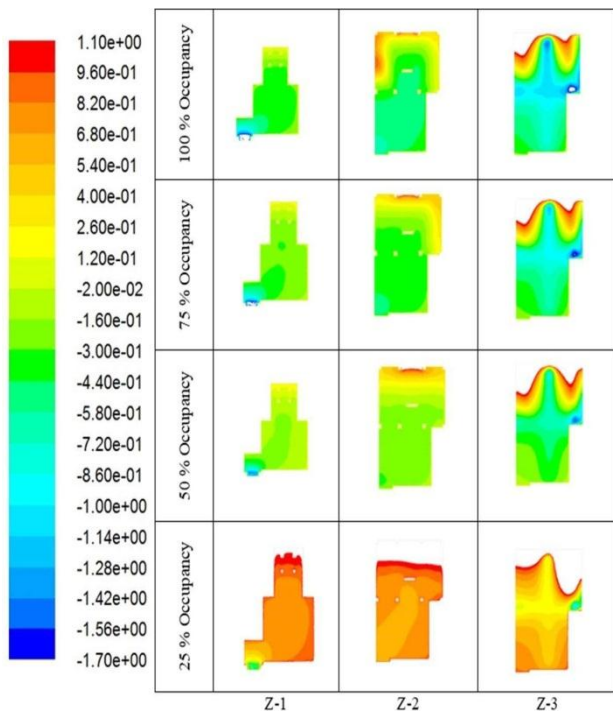 1.10e+00
9.60e-01
8.20e-01
6.80e-01
5.40e-01
4.00e-01
2.60e-01
1.20e-01
-2.00e-02
-1.60e-01
-3.00e-01
-4.40e-01
-5.80e-01
-7.20e-01
-8.60e-01
-1.00e+00
-1.14e+00
-1.28e+00
-1.42e+00
-1.56e+00
-1.70e+00
100 % Occupancy
75 % Occupancy
50 % Occupancy
25 % Occupancy
Z-1
Z-2
Z-3